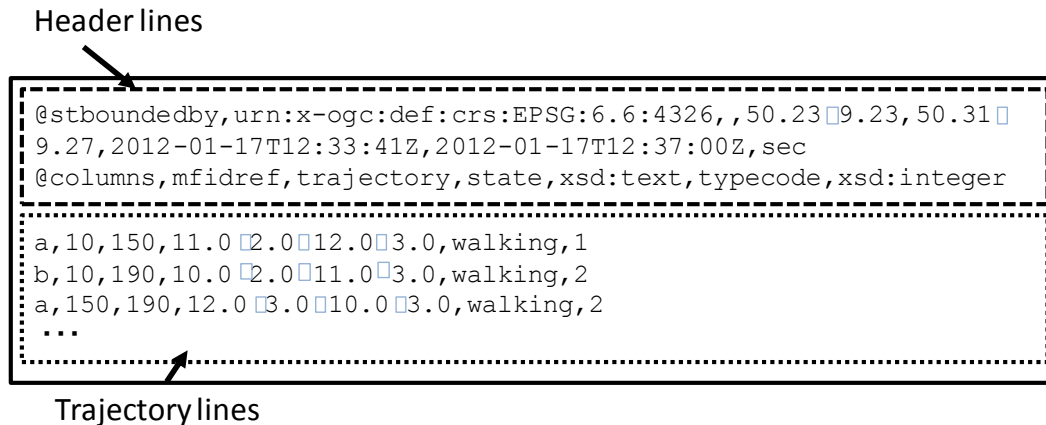 Header lines
@stboundedby,urn:x-ogc:def:crs:EPSG:6.6:4326,,50.23 9.23,50.31
9.27,2012-01-17T12:33:41Z,2012-01-17T12:37:00Z,sec
@columns,mfidref,trajectory,state,xsd:text,typecode,xsd:integer
a,10,150,11.0 2.0 12.0 3.0,walking,1
b,10,190,10.0 2.0 11.0 3.0,walking,2
a,150,190,12.0 3.0 10.0 3.0,walking,2
...
Trajectory lines